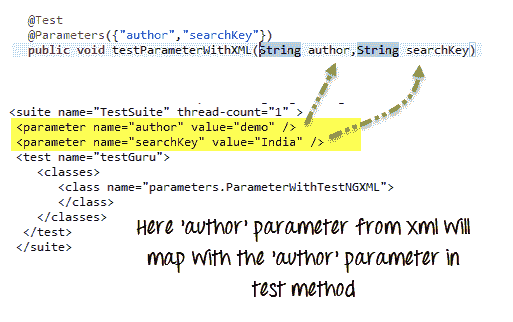 @Test
@Parameters({"author","searchKey"})
public void testParameterWithXML(String author,String searchKey)
<suite name="TestSuite" thread-count="1" >
<parameter name="author" value="demo" />
<parameter name="searchKey" value="India" />
<test name="testGuru">
<classes>
<class name="parameters.ParameterWithTestNGXML">
</class>
</classes>
</test>
</suite>
Here 'author' parameter from xml will
map with the 'author' parameter in
test method